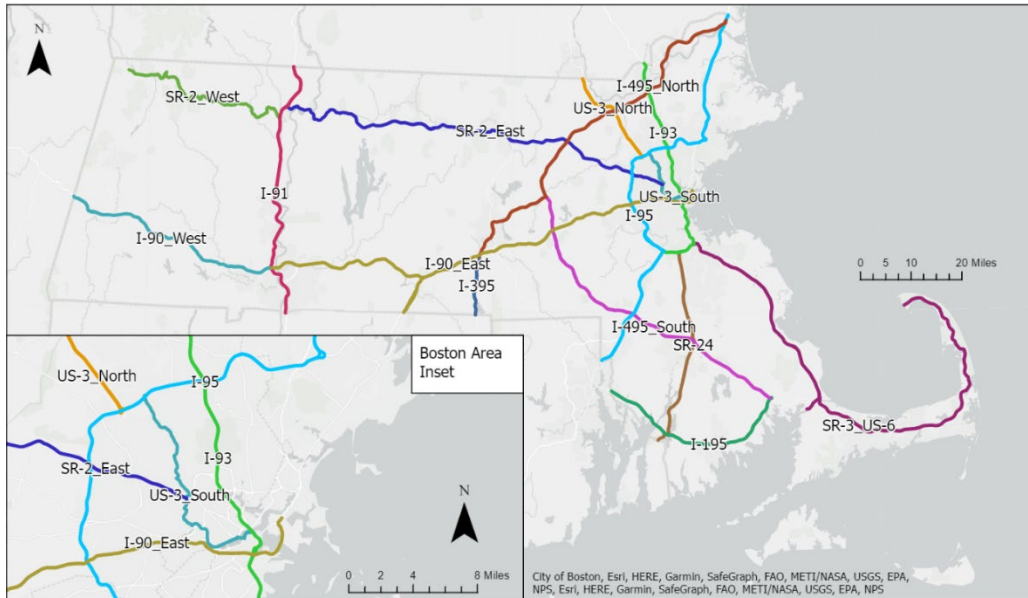 N
I-495_North
SR-2_West
US-3_North
I-93
SR-2_East
I-91
US-3_South
I-95
I-90_West
I-90_East
I-395
0 5 10 20 Miles
I-495_South
SR-24
SR-3_US-6
I-195
Boston Area
Inset
US-3_North
I-95
I-93
SR-2_East
US-3_South
N
I-90_East
0 2 4 8 Miles
City of Boston, Esri, HERE, Garmin, SafeGraph, FAO, METI/NASA, USGS, EPA,
NPS, Esri, HERE, Garmin, SafeGraph, FAO, METI/NASA, USGS, EPA, NPS